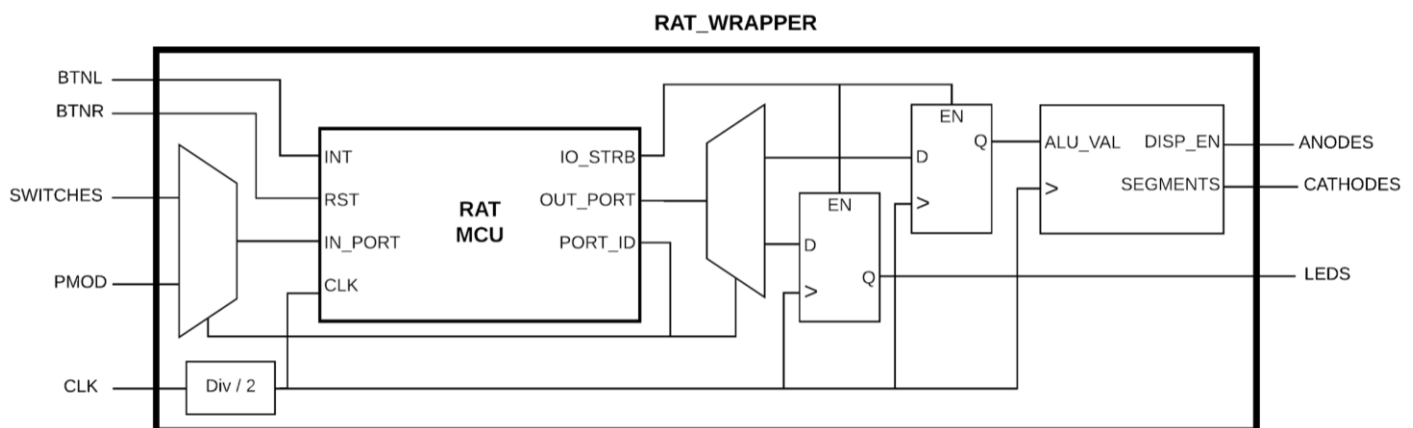 RAT_WRAPPER
BTNL
BTNR
SWITCHES
PMOD
CLK
Div / 2
INT
RST
IN_PORT
CLK
RAT
MCU
IO_STRB
OUT_PORT
PORT_ID
EN
D
Q
>
EN
D
Q
>
ALU_VAL
>
DISP_EN
SEGMENTS
ANODES
CATHODES
LEDS